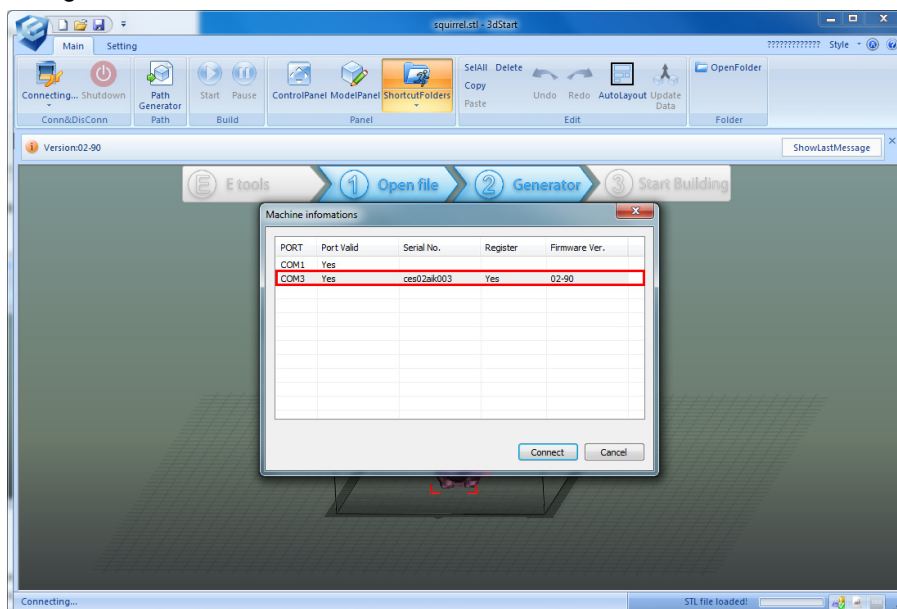 squirrel.stl - 3dStart
Main Setting
????????????? Style
Connecting... Shutdown
Path Generator
Start Pause
ControlPanel ModelPanel ShortcutFolders
SelAll Delete
Copy
Paste
Undo Redo AutoLayout Update Data
OpenFolder
Conn&DisConn Path Build Panel Edit Folder
Version:02-90 ShowLastMessage
E E tools 1 Open file 2 Generator 3 Start Building
Machine infomations
PORT Port Valid Serial No. Register Firmware Ver.
COM1 Yes
COM3 Yes ces02aik003 Yes 02-90
Connect Cancel
Connecting... STL file loaded!